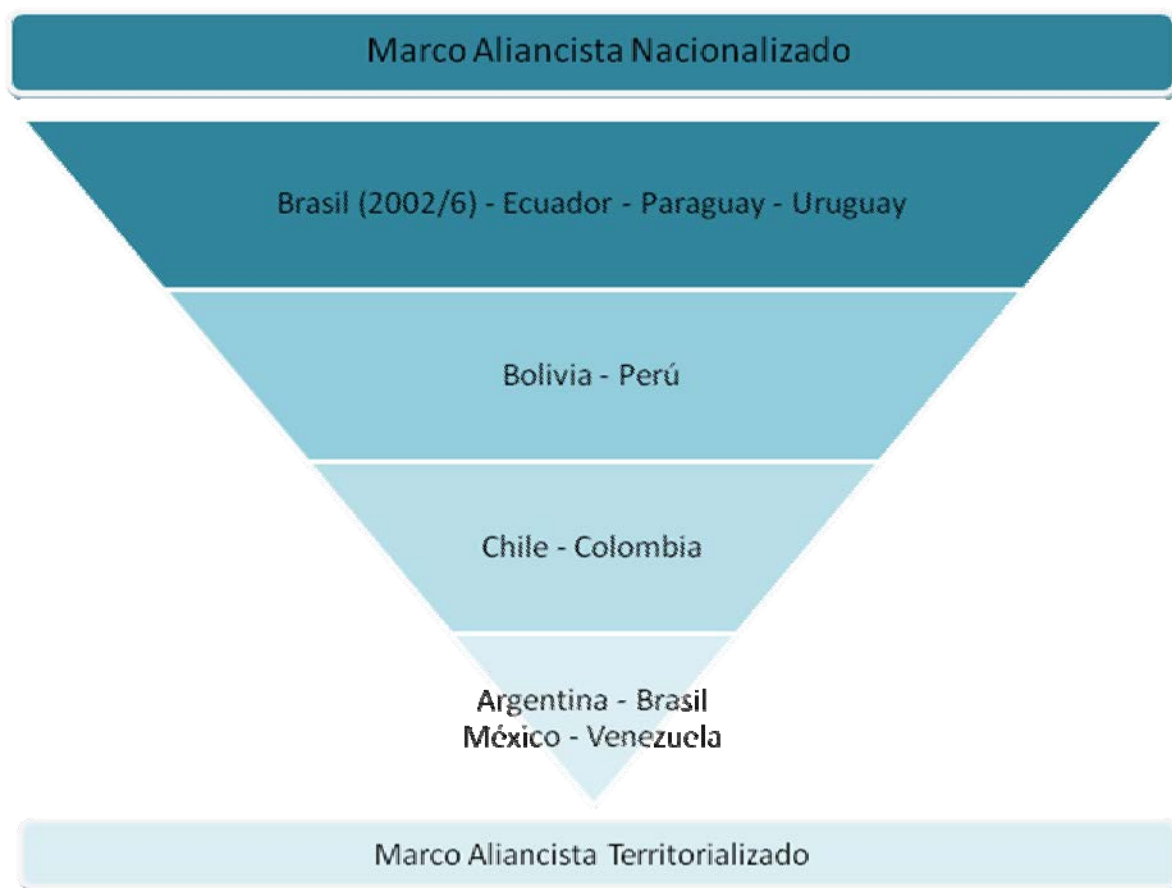 Marco Aliancista Nacionalizado
Brasil (2002/6) - Ecuador - Paraguay - Uruguay
Bolivia - Perú
Chile - Colombia
Argentina - Brasil
México - Venezuela
Marco Aliancista Territorializado